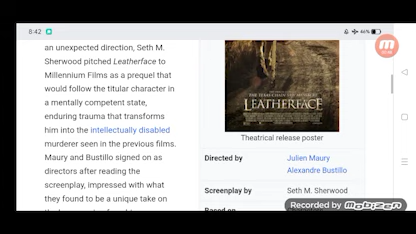 8:42
46%
an unexpected direction, Seth M.
Sherwood pitched Leatherface to
Millennium Films as a prequel that
would follow the titular character in
a mentally competent state,
enduring trauma that transforms
him into the intellectually disabled
murderer seen in the previous films.
Maury and Bustillo signed on as
directors after reading the
screenplay, impressed with what
they found to be a unique take on
LEATHERFACE
Theatrical release poster
Directed by
Julien Maury
Alexandre Bustillo
Screenplay by
Seth M. Sherwood
Based on
Recorded by
MOBIZEN